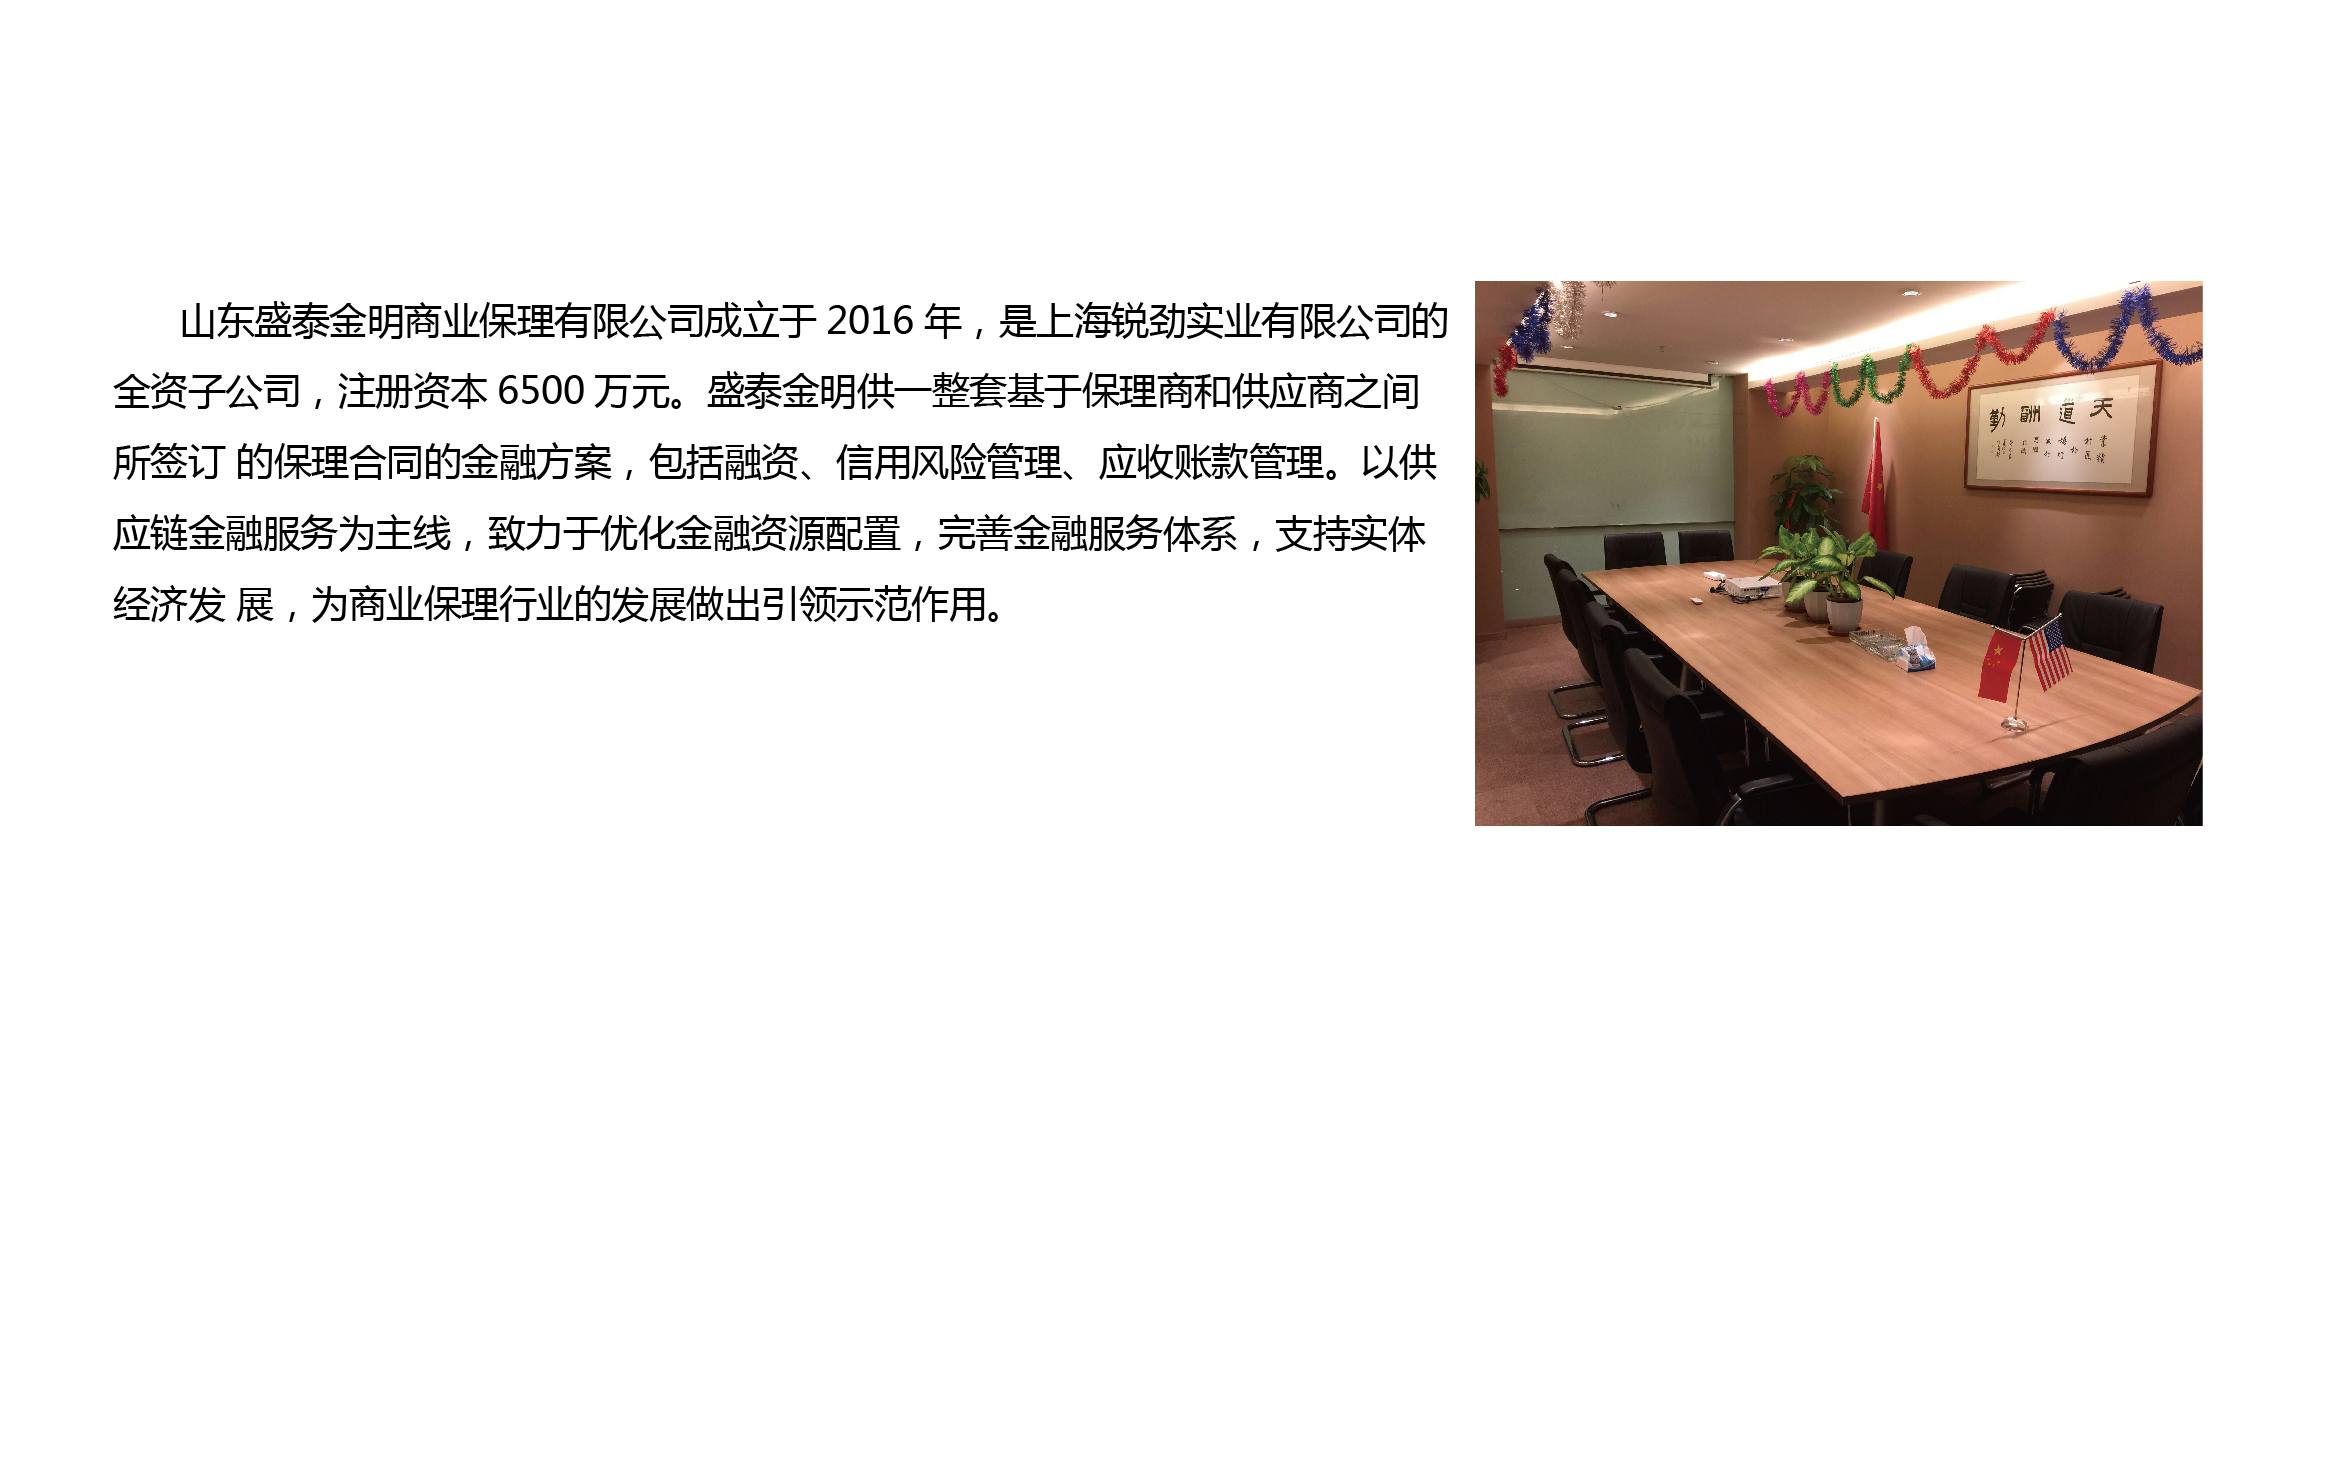 山东盛泰金明商业保理有限公司成立于 2016 年，是上海锐劲实业有限公司的
全资子公司，注册资本 6500 万元。盛泰金明供一整套基于保理商和供应商之间
所签订 的保理合同的金融方案，包括融资、信用风险管理、应收账款管理。以供
应链金融服务为主线，致力于优化金融资源配置，完善金融服务体系，支持实体
经济发 展，为商业保理行业的发展做出引领示范作用。
天道酬勤